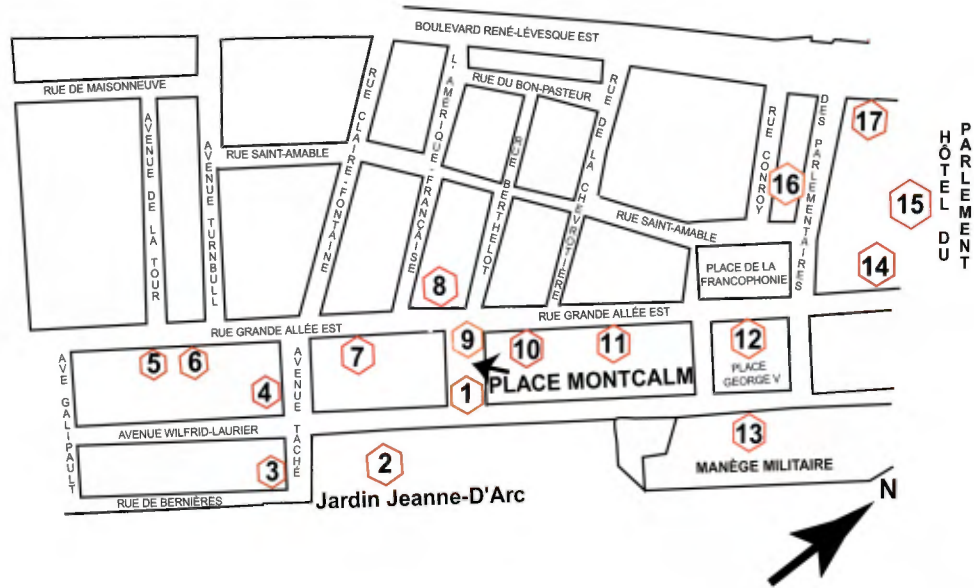 BOULEVARD RENÉ-LÉVESQUE EST
RUE DE MAISONNEUVE
RUE DU BON-PASTEUR
AVENUE DE LA TOUR
AVENUE TURNBULL
RUE CLAIRE-FONTAINE
L'AMÉRIQUE-FRANÇAISE
RUE BERTHELOT
RUE DE LA CHEVROTIÈRE
RUE CONROY
DES PARLEMENTAIRES
HÔTEL DU
PARLEMENT
17
16
15
14
RUE SAINT-AMABLE
RUE SAINT-AMABLE
PLACE DE LA
FRANCOPHONIE
8
RUE GRANDE ALLÉE EST
RUE GRANDE ALLÉE EST
AVE GALIPAULT
5
6
4
AVENUE TACHÉ
7
9
10
11
12
PLACE
GEORGE V
PLACE MONTCALM
1
AVENUE WILFRID-LAURIER
3
2
Jardin Jeanne-D'Arc
13
MANÈGE MILITAIRE
RUE DE BERNIÈRES
N